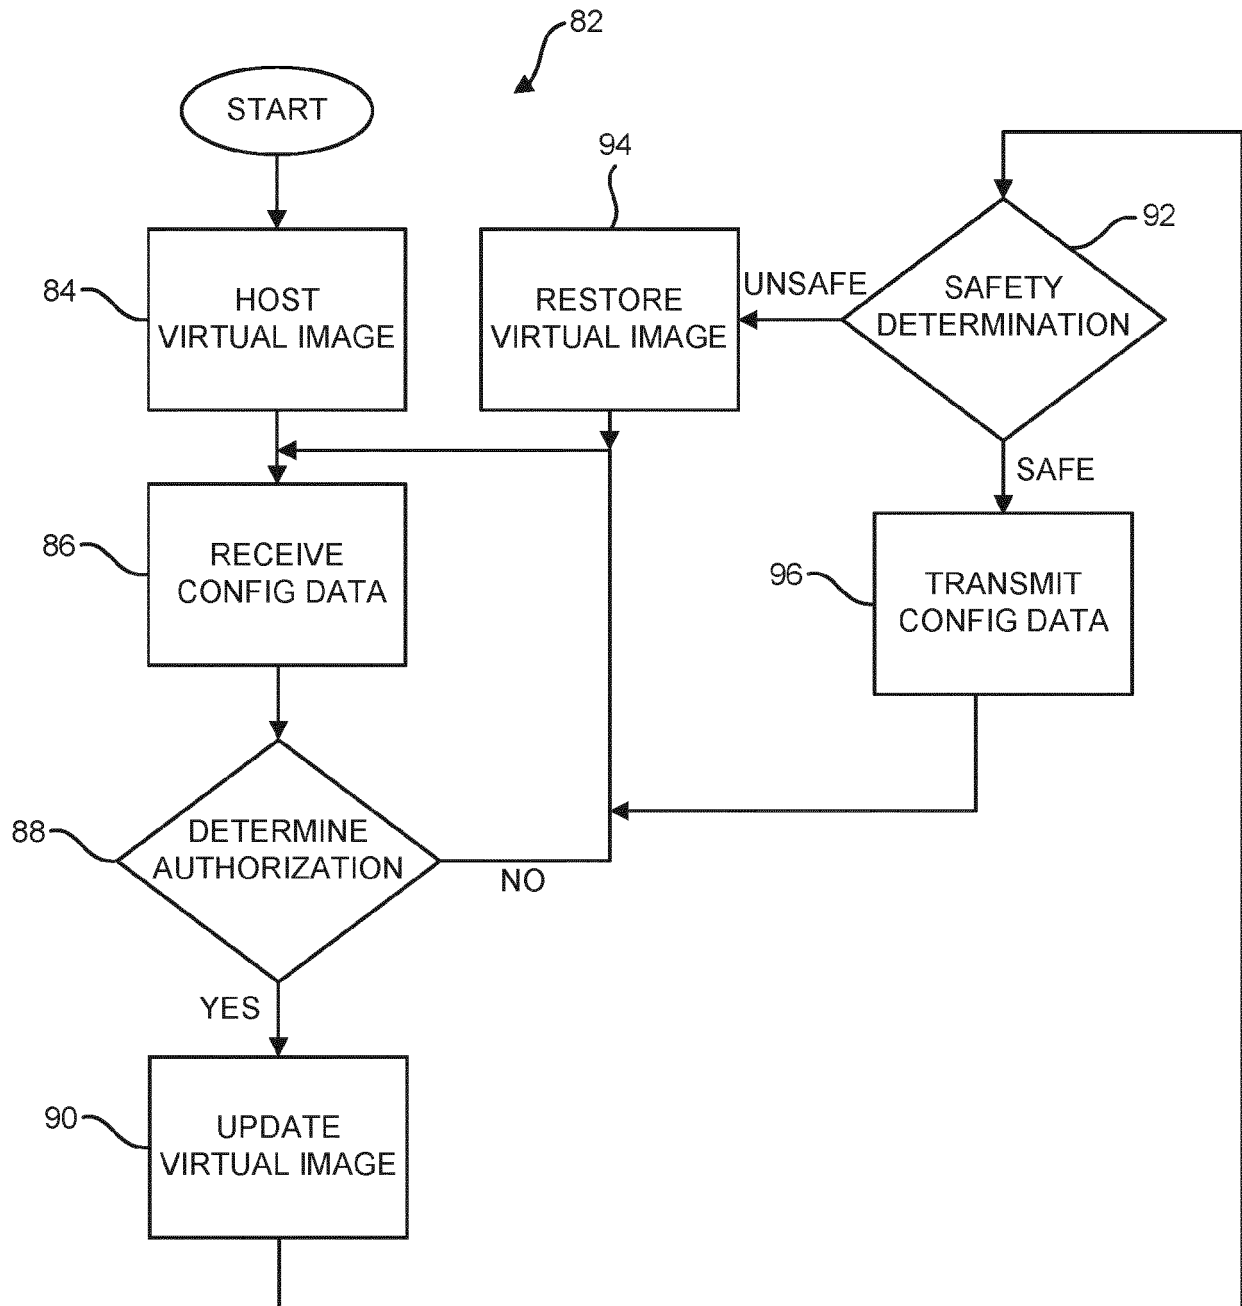 82
START
94
92
84
HOST
VIRTUAL IMAGE
RESTORE
VIRTUAL IMAGE
UNSAFE
SAFETY
DETERMINATION
SAFE
86
RECEIVE
CONFIG DATA
96
TRANSMIT
CONFIG DATA
88
DETERMINE
AUTHORIZATION
NO
YES
90
UPDATE
VIRTUAL IMAGE